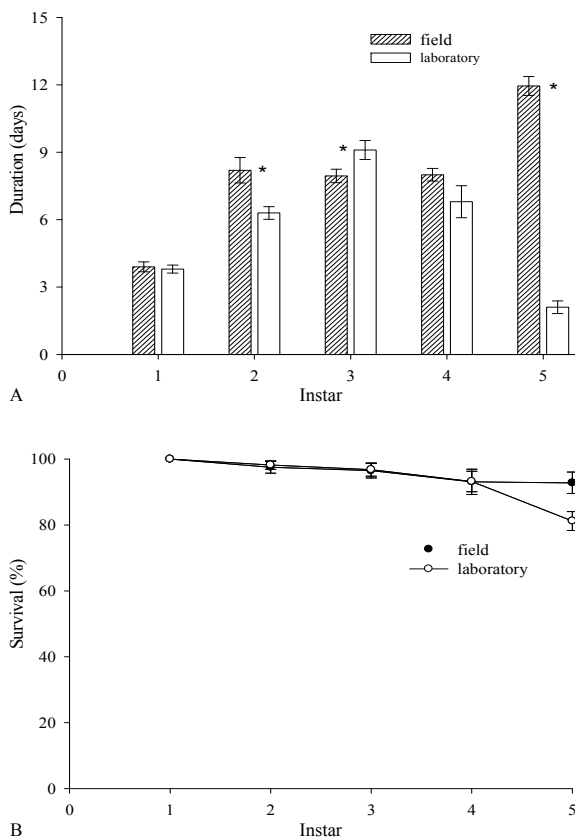 15
12
9
6
3
0
Duration (days)
field
laboratory
*
*
*
0 1 2 3 4 5
A
Instar
100
80
60
40
20
0
Survival (%)
field
laboratory
0 1 2 3 4 5
B
Instar